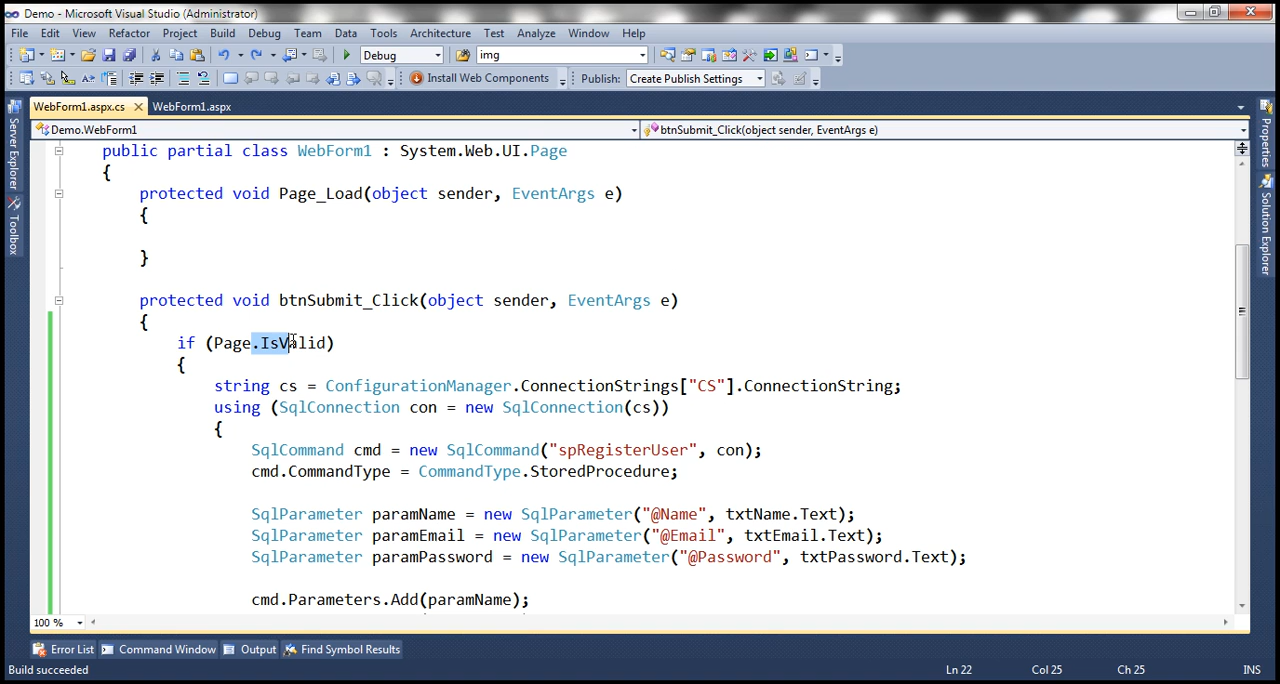 Demo - Microsoft Visual Studio (Administrator)
File Edit View Refactor Project Build Debug Team Data Tools Architecture Test Analyze Window Help
Debug img
Install Web Components Publish: Create Publish Settings
WebForm1.aspx.cs WebForm1.aspx
Demo.WebForm1 btnSubmit_Click(object sender, EventArgs e)
Server Explorer
Toolbox
Properties
Solution Explorer
public partial class WebForm1 : System.Web.UI.Page
{
protected void Page_Load(object sender, EventArgs e)
{
}
protected void btnSubmit_Click(object sender, EventArgs e)
{
if (Page.IsValid)
{
string cs = ConfigurationManager.ConnectionStrings["CS"].ConnectionString;
using (SqlConnection con = new SqlConnection(cs))
{
SqlCommand cmd = new SqlCommand("spRegisterUser", con);
cmd.CommandType = CommandType.StoredProcedure;
SqlParameter paramName = new SqlParameter("@Name", txtName.Text);
SqlParameter paramEmail = new SqlParameter("@Email", txtEmail.Text);
SqlParameter paramPassword = new SqlParameter("@Password", txtPassword.Text);
cmd.Parameters.Add(paramName);
100 %
Error List Command Window Output Find Symbol Results
Build succeeded Ln 22 Col 25 Ch 25 INS